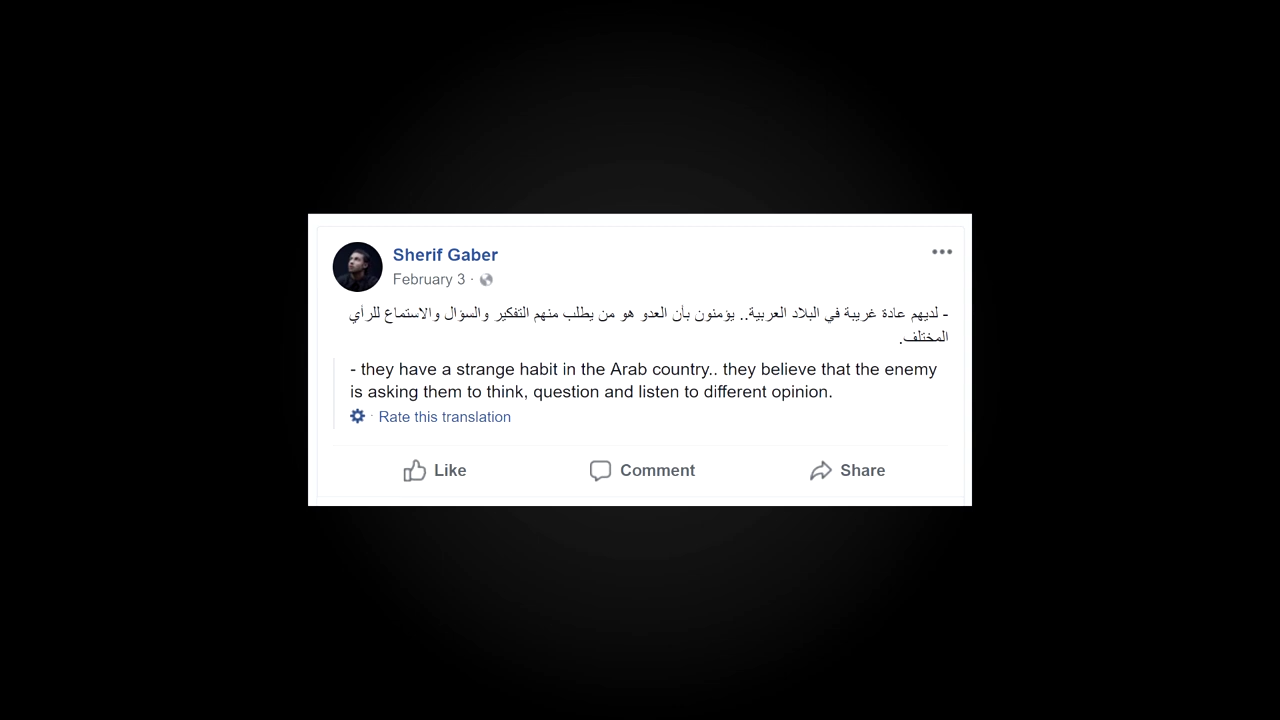 Sherif Gaber
February 3 ·
- لديهم عادة غريبة في البلاد العربية.. يؤمنون بأن العدو هو من يطلب منهم التفكير والسؤال والاستماع للرأي
المختلف.
- they have a strange habit in the Arab country.. they believe that the enemy
is asking them to think, question and listen to different opinion.
· Rate this translation
Like Comment Share